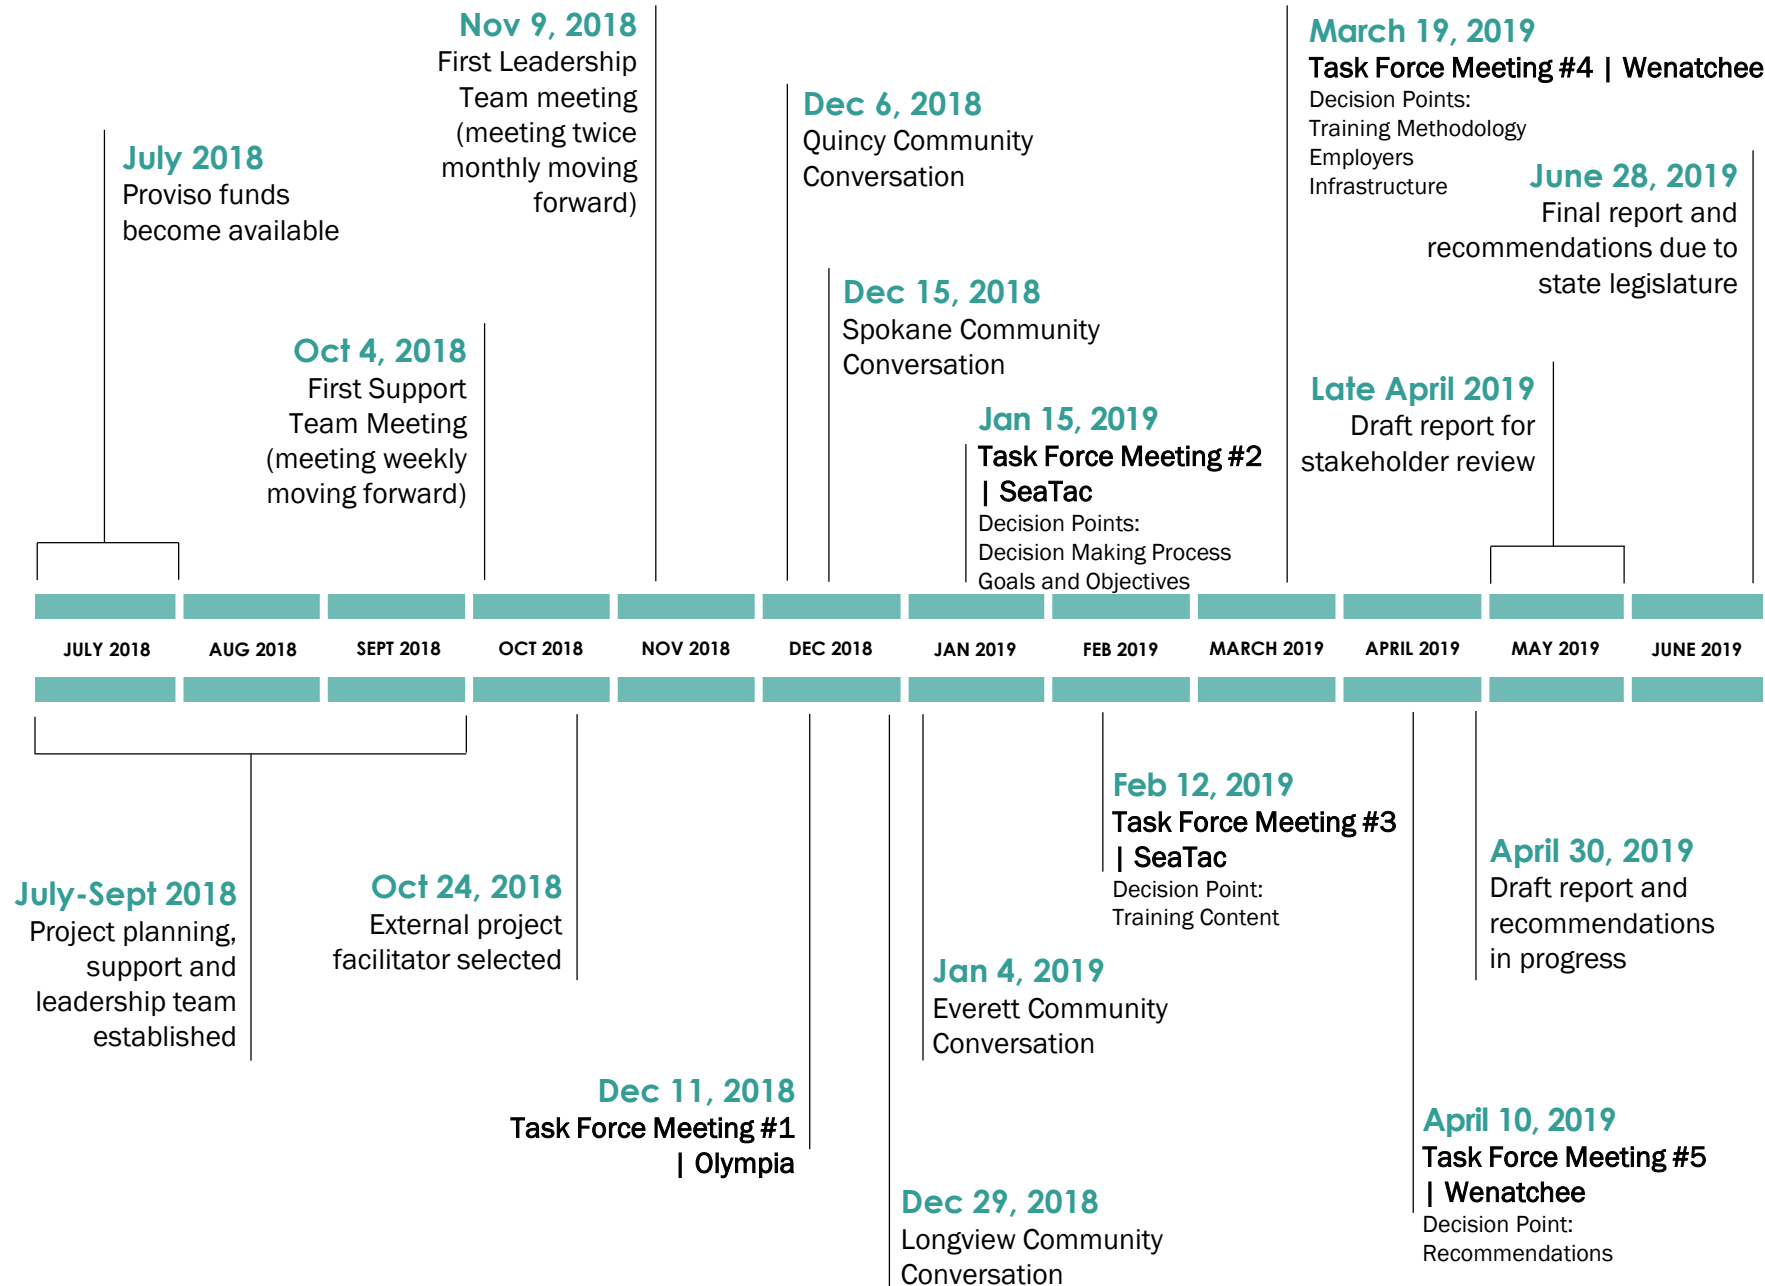 Nov 9, 2018
First Leadership
Team meeting
(meeting twice
monthly moving
forward)
March 19, 2019
Task Force Meeting #4 | Wenatchee
Decision Points:
Training Methodology
Employers
Infrastructure
Dec 6, 2018
Quincy Community
Conversation
July 2018
Proviso funds
become available
June 28, 2019
Final report and
recommendations due to
state legislature
Dec 15, 2018
Spokane Community
Conversation
Oct 4, 2018
First Support
Team Meeting
(meeting weekly
moving forward)
Late April 2019
Draft report for
stakeholder review
Jan 15, 2019
Task Force Meeting #2
| SeaTac
Decision Points:
Decision Making Process
Goals and Objectives
JULY 2018
AUG 2018
SEPT 2018
OCT 2018
NOV 2018
DEC 2018
JAN 2019
FEB 2019
MARCH 2019
APRIL 2019
MAY 2019
JUNE 2019
July-Sept 2018
Project planning,
support and
leadership team
established
Oct 24, 2018
External project
facilitator selected
Feb 12, 2019
Task Force Meeting #3
| SeaTac
Decision Point:
Training Content
April 30, 2019
Draft report and
recommendations
in progress
Jan 4, 2019
Everett Community
Conversation
Dec 11, 2018
Task Force Meeting #1
| Olympia
April 10, 2019
Task Force Meeting #5
| Wenatchee
Decision Point:
Recommendations
Dec 29, 2018
Longview Community
Conversation